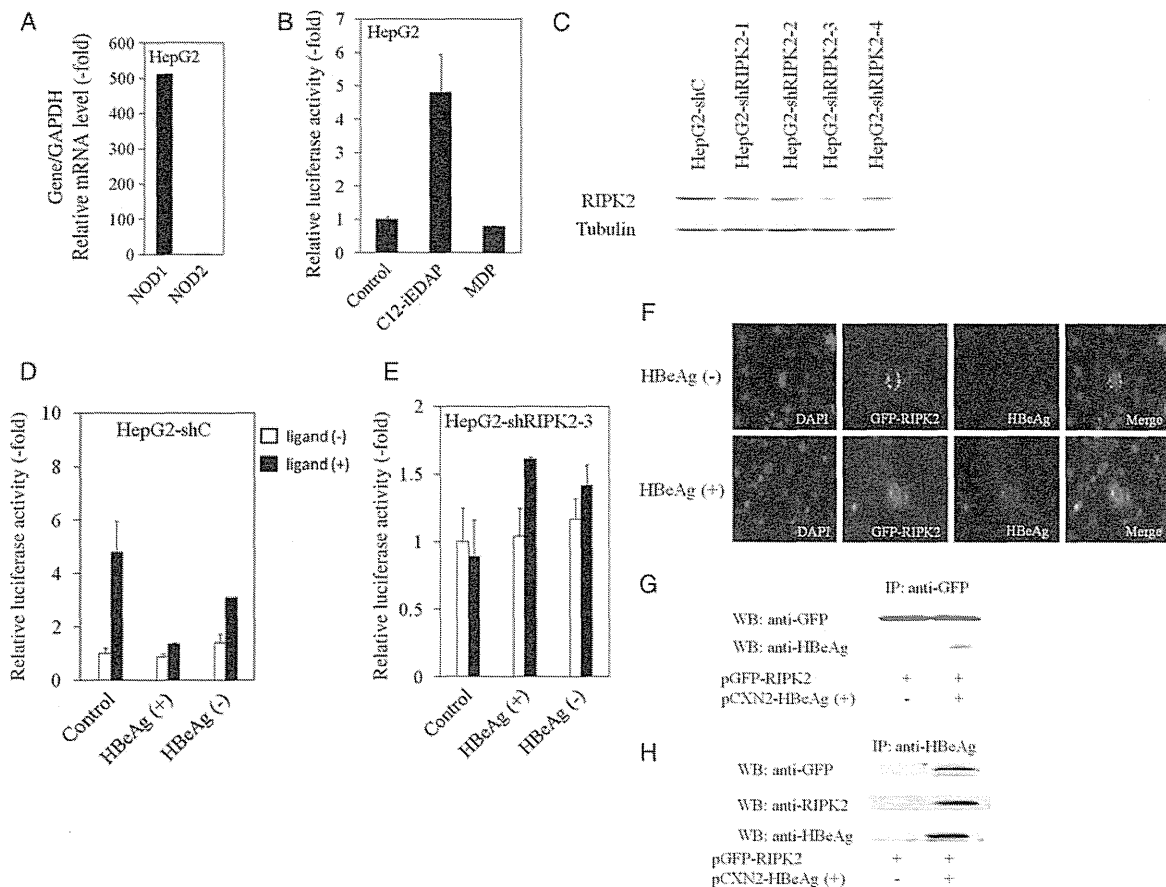 A
HepG2
Gene/GAPDH
Relative mRNA level (-fold)
600
500
400
300
200
100
0
NOD1
NOD2
B
HepG2
Relative luciferase activity (-fold)
7
6
5
4
3
2
1
0
Control
C12-iEDAP
MDP
C
HepG2-shC
HepG2-shRIPK2-1
HepG2-shRIPK2-2
HepG2-shRIPK2-3
HepG2-shRIPK2-4
RIPK2
Tubulin
D
HepG2-shC
Relative luciferase activity (-fold)
10
8
6
4
2
0
Control
HBeAg (+)
HBeAg (-)
ligand (-)
ligand (+)
E
HepG2-shRIPK2-3
Relative luciferase activity (-fold)
2
1.5
1
0.5
0
Control
HBeAg (+)
HBeAg (-)
F
HBeAg (-)
DAPI
GFP-RIPK2
HBeAg
Merge
HBeAg (+)
DAPI
GFP-RIPK2
HBeAg
Merge
G
IP: anti-GFP
WB: anti-GFP
WB: anti-HBeAg
pGFP-RIPK2 + +
pCXN2-HBeAg (+) - +
H
IP: anti-HBeAg
WB: anti-GFP
WB: anti-RIPK2
WB: anti-HBeAg
pGFP-RIPK2 + +
pCXN2-HBeAg (+) - +